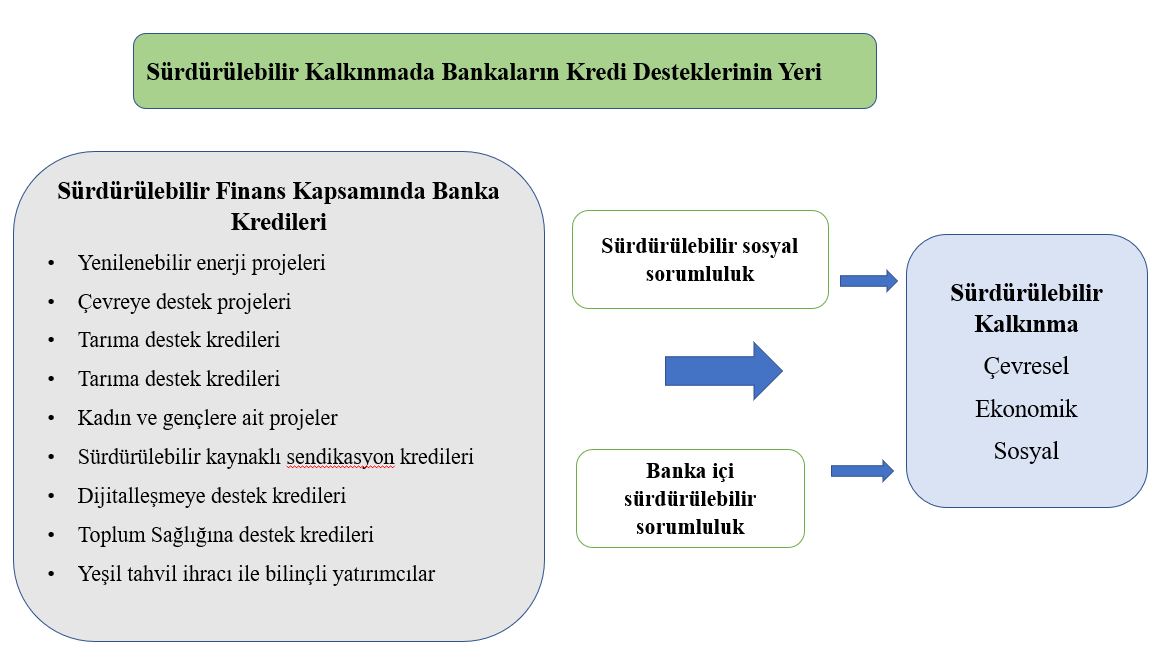 Sürdürülebilir Kalkınmada Bankaların Kredi Desteklerinin Yeri
Sürdürülebilir Finans Kapsamında Banka
Kredileri
• Yenilenebilir enerji projeleri
• Çevreye destek projeleri
• Tarıma destek kredileri
• Tarıma destek kredileri
• Kadın ve gençlere ait projeler
• Sürdürülebilir kaynaklı sendikasyon kredileri
• Dijitalleşmeye destek kredileri
• Toplum Sağlığına destek kredileri
• Yeşil tahvil ihracı ile bilinçli yatırımcılar
Sürdürülebilir sosyal
sorumluluk
Banka içi
sürdürülebilir
sorumluluk
Sürdürülebilir
Kalkınma
Çevresel
Ekonomik
Sosyal